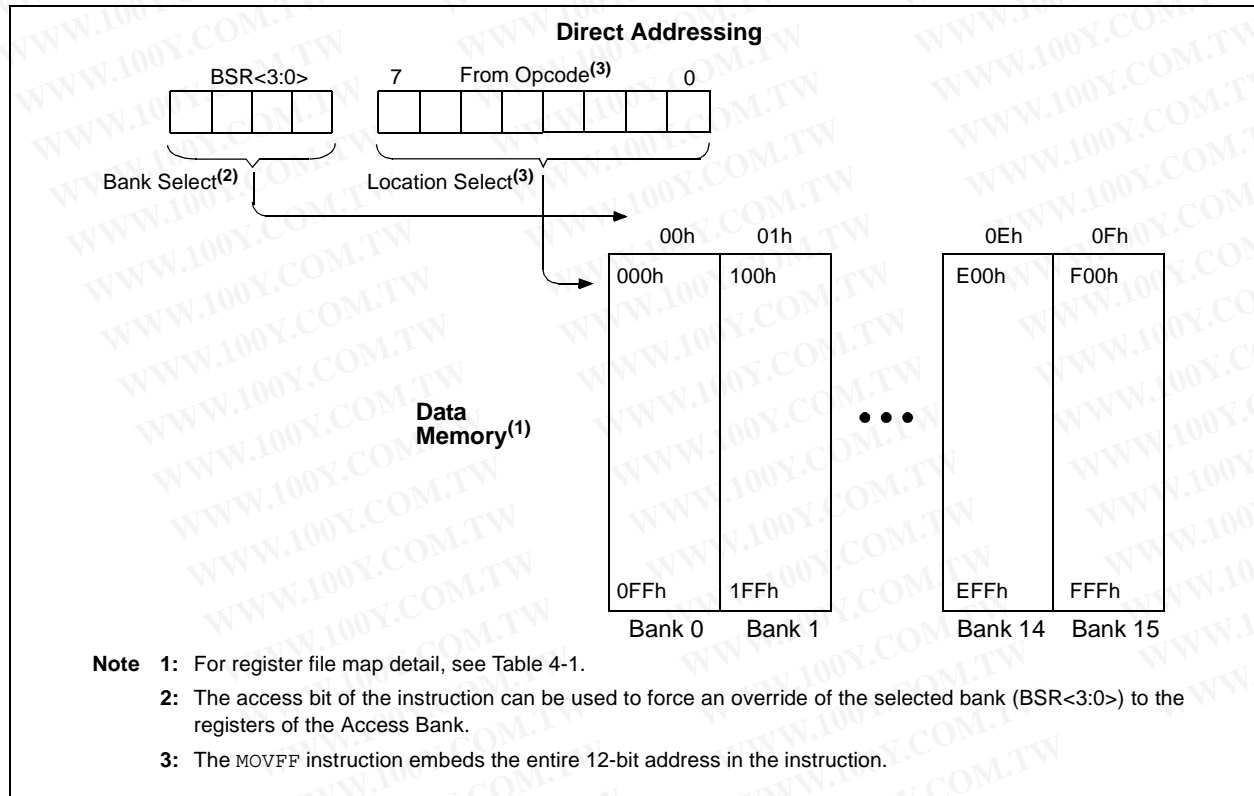 Direct Addressing
BSR<3:0>
7 From Opcode(3) 0
Bank Select(2)
Location Select(3)
00h 01h 0Eh 0Fh
000h 100h E00h F00h
Data
Memory(1)
0FFh 1FFh EFFh FFFh
Bank 0 Bank 1 Bank 14 Bank 15
Note 1: For register file map detail, see Table 4-1.
2: The access bit of the instruction can be used to force an override of the selected bank (BSR<3:0>) to the
registers of the Access Bank.
3: The MOVFF instruction embeds the entire 12-bit address in the instruction.
WWW.100Y.COM.TW